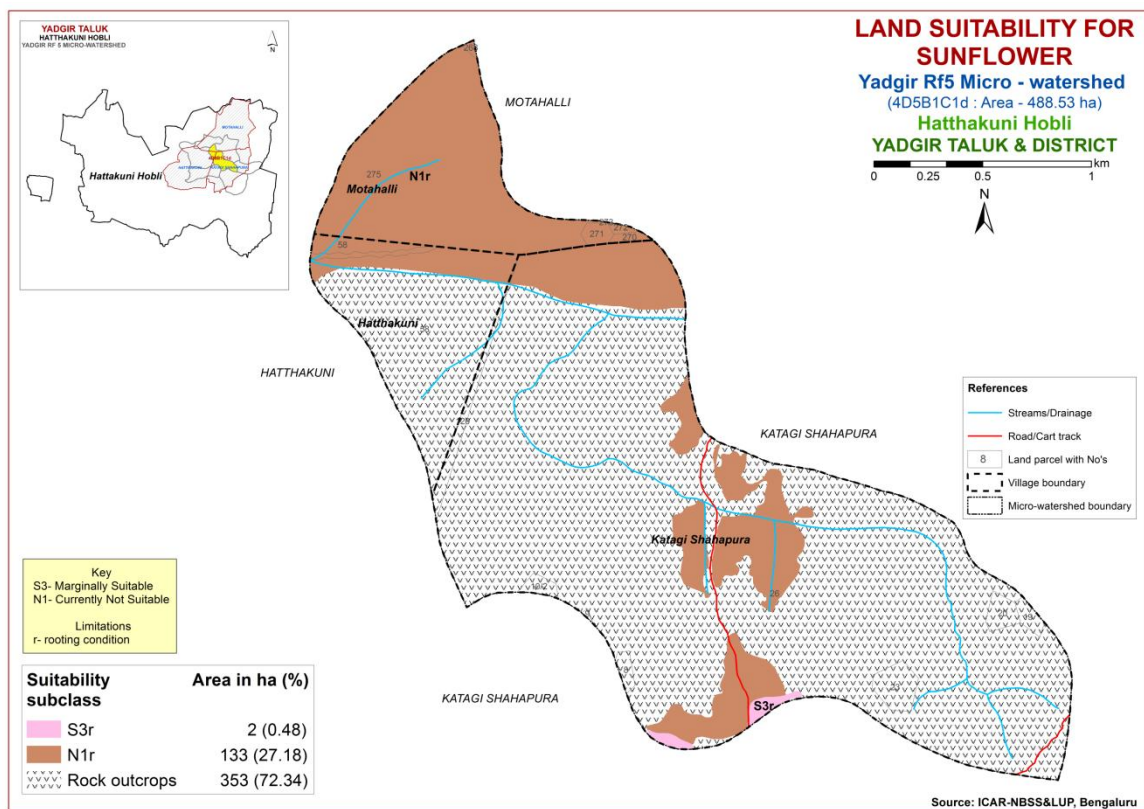 YADGIR TALUK
HATTHAKUNI HOBLI
YADGIR RF 5 MICRO-WATERSHED
N
MOTAHALLI
HATTHAKUNI
Hattakuni Hobli
LAND SUITABILITY FOR
SUNFLOWER
Yadgir Rf5 Micro - watershed
(4D5B1C1d : Area - 488.53 ha)
Hatthakuni Hobli
YADGIR TALUK & DISTRICT
km
0 0.25 0.5 1
N
MOTAHALLI
275
N1r
Motahalli
58
271
272
270
Hatthakuni
HATTHAKUNI
KATAGI SHAHAPURA
Katagi Shahapura
26
KATAGI SHAHAPURA
S3r
References
Streams/Drainage
Road/Cart track
8 Land parcel with No's
Village boundary
Micro-watershed boundary
Key
S3- Marginally Suitable
N1- Currently Not Suitable
Limitations
r- rooting condition
Suitability Area in ha (%)
subclass
S3r 2 (0.48)
N1r 133 (27.18)
Rock outcrops 353 (72.34)
Source: ICAR-NBSS&LUP, Bengaluru